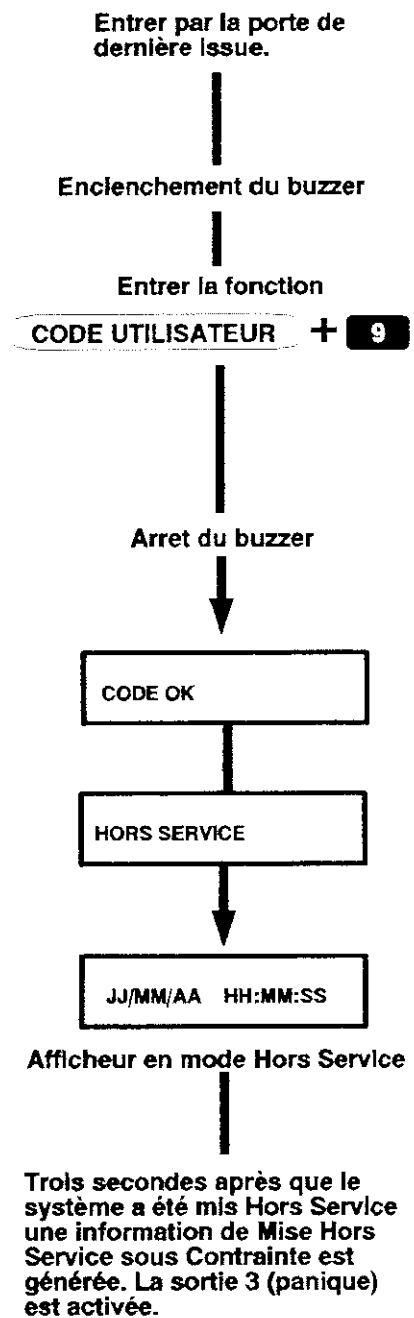 Entrer par la porte de
dernière issue.
Enclenchement du buzzer
Entrer la fonction
CODE UTILISATEUR + 9
Arret du buzzer
CODE OK
HORS SERVICE
JJ/MM/AA HH:MM:SS
Afficheur en mode Hors Service
Trois secondes après que le
système a été mis Hors Service
une information de Mise Hors
Service sous Contrainte est
générée. La sortie 3 (panique)
est activée.